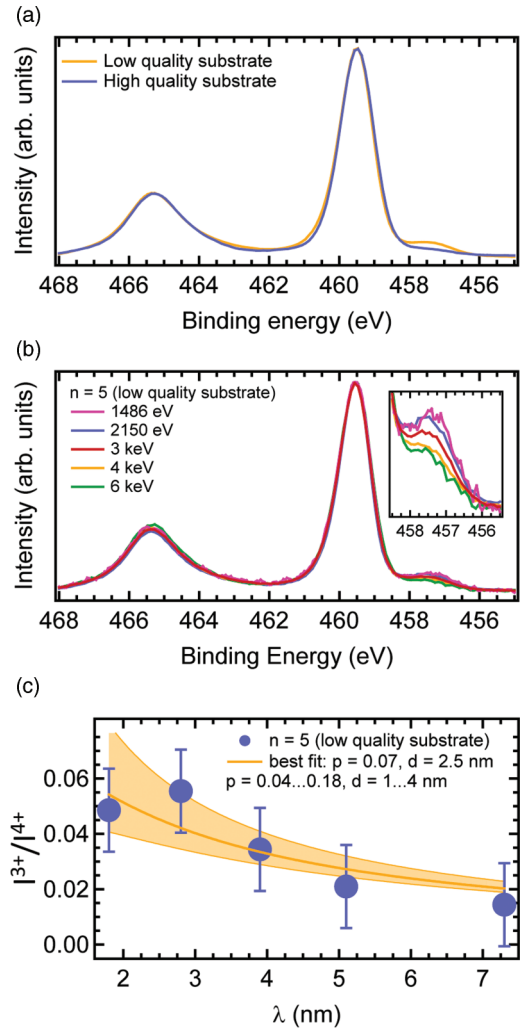 (a)
Intensity (arb. units)
Low quality substrate
High quality substrate
468 466 464 462 460 458 456
Binding energy (eV)
(b)
Intensity (arb. units)
n = 5 (low quality substrate)
1486 eV
2150 eV
3 keV
4 keV
6 keV
458 457 456
468 466 464 462 460 458 456
Binding Energy (eV)
(c)
I³⁺/I⁴⁺
n = 5 (low quality substrate)
best fit: p = 0.07, d = 2.5 nm
p = 0.04...0.18, d = 1...4 nm
0.06
0.04
0.02
0.00
2 3 4 5 6 7
λ (nm)